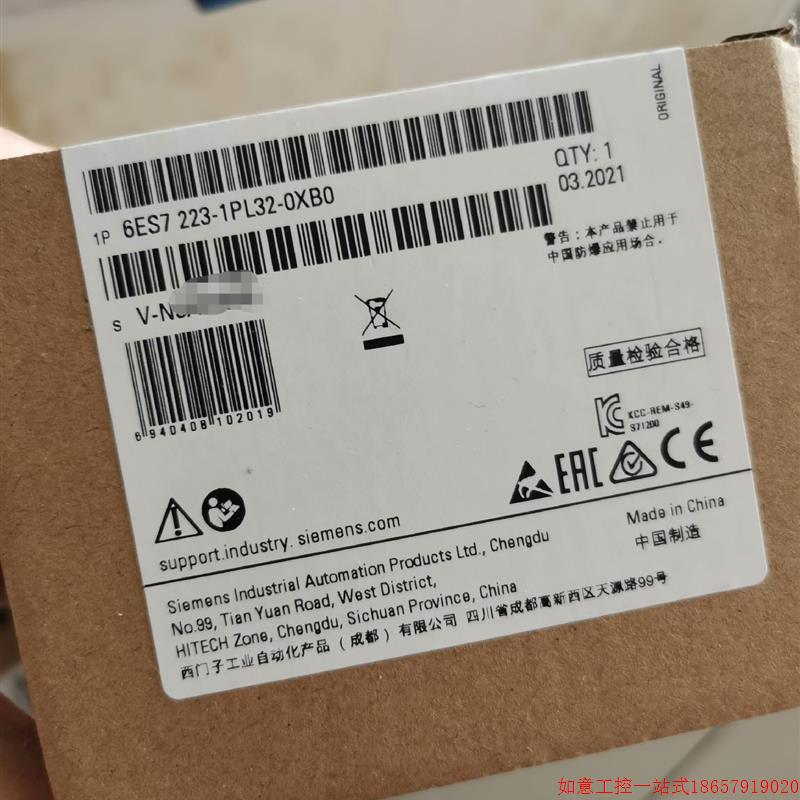 ORIGINAL
QTY: 1
03.2021
1P 6ES7 223-1PL32-0XB0
警告：本产品禁止用于
中国防爆应用场合。
S V-N
质量检验合格
6 940408 102019
KCC-REM-S49-
S71200
EAC
CE
support.industry.siemens.com
Made in China
中国制造
Siemens Industrial Automation Products Ltd., Chengdu
No.99, Tian Yuan Road, West District,
HITECH Zone, Chengdu, Sichuan Province, China
西门子工业自动化产品（成都）有限公司 四川省成都高新西区天源路99号
如意工控一站式18657919020